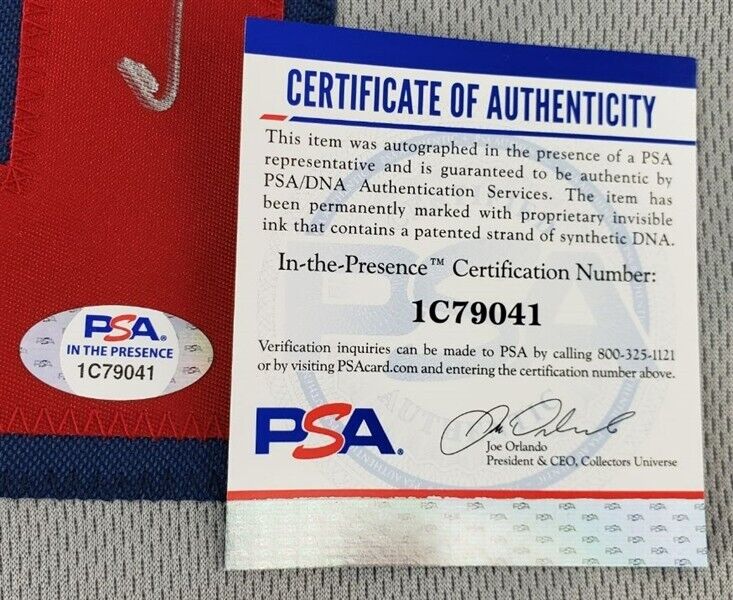 CERTIFICATE OF AUTHENTICITY
This item was autographed in the presence of a PSA
representative and is guaranteed to be authentic by
PSA/DNA Authentication Services. The item has
been permanently marked with proprietary invisible
ink that contains a patented strand of synthetic DNA.
In-the-Presence™ Certification Number:
1C79041
Verification inquiries can be made to PSA by calling 800-325-1121
or by visiting PSAcard.com and entering the certification number above.
PSA.
Joe Orlando
President & CEO, Collectors Universe
PSA.
IN THE PRESENCE
1C79041